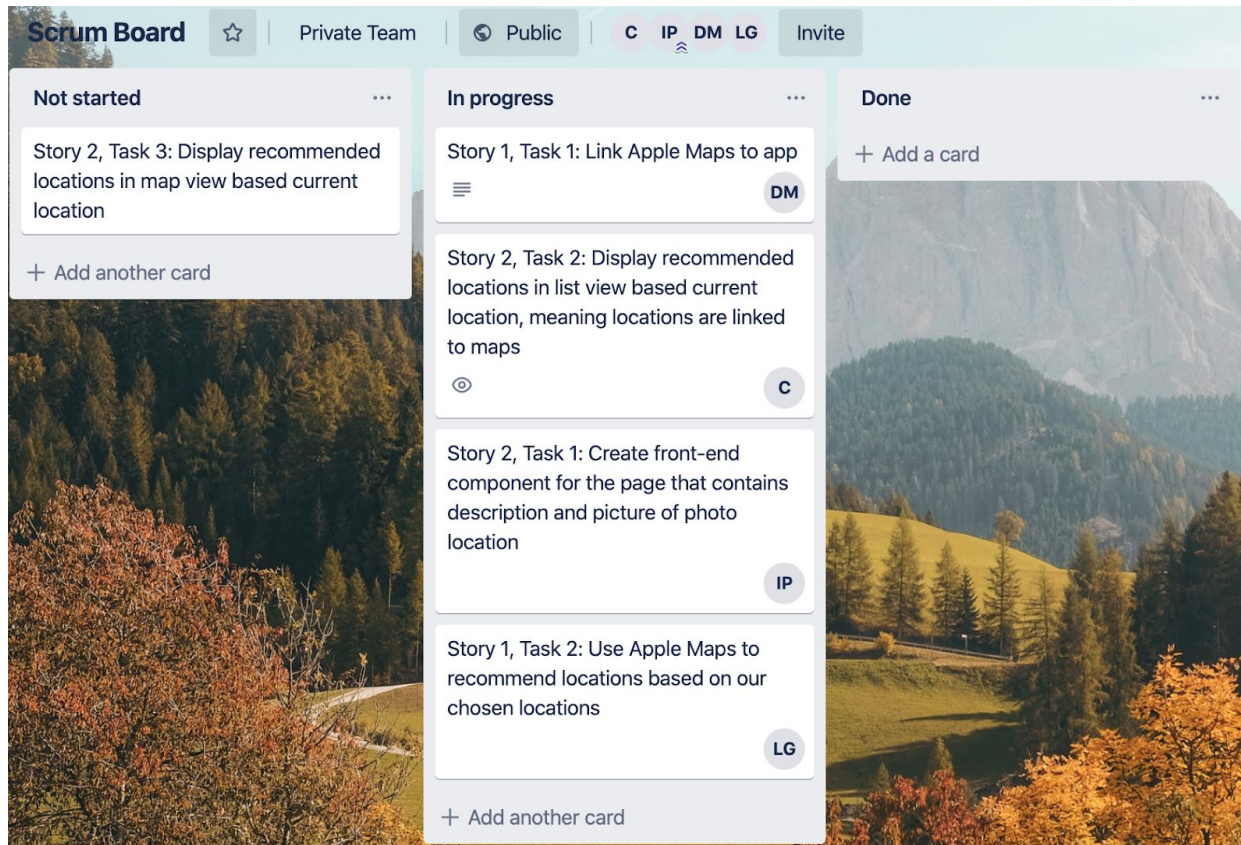 Scrum Board
Private Team
Public
C IP DM LG
Invite
Not started
Story 2, Task 3: Display recommended
locations in map view based current
location
+ Add another card
In progress
Story 1, Task 1: Link Apple Maps to app
DM
Story 2, Task 2: Display recommended
locations in list view based current
location, meaning locations are linked
to maps
C
Story 2, Task 1: Create front-end
component for the page that contains
description and picture of photo
location
IP
Story 1, Task 2: Use Apple Maps to
recommend locations based on our
chosen locations
LG
+ Add another card
Done
+ Add a card